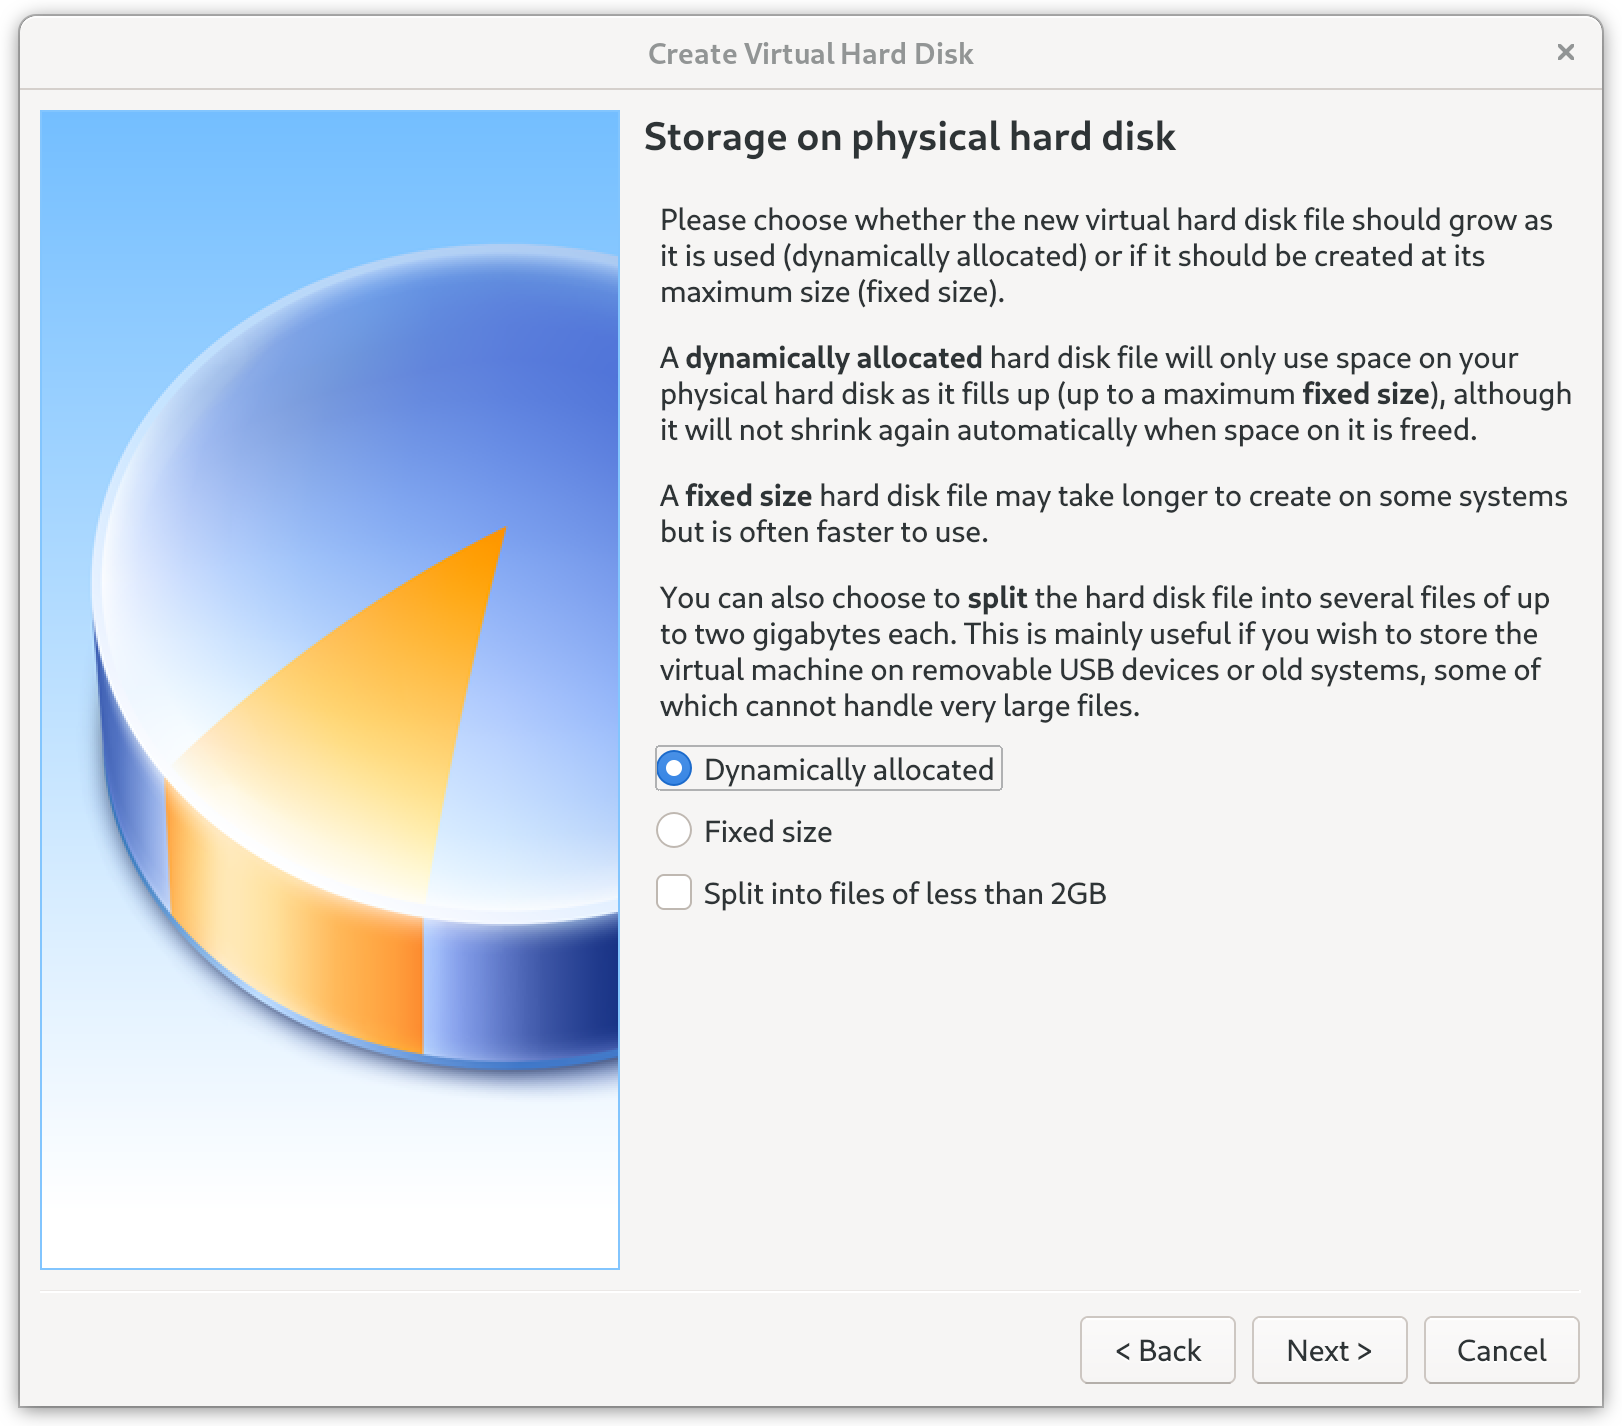 Create Virtual Hard Disk
Storage on physical hard disk
Please choose whether the new virtual hard disk file should grow as
it is used (dynamically allocated) or if it should be created at its
maximum size (fixed size).
A dynamically allocated hard disk file will only use space on your
physical hard disk as it fills up (up to a maximum fixed size), although
it will not shrink again automatically when space on it is freed.
A fixed size hard disk file may take longer to create on some systems
but is often faster to use.
You can also choose to split the hard disk file into several files of up
to two gigabytes each. This is mainly useful if you wish to store the
virtual machine on removable USB devices or old systems, some of
which cannot handle very large files.
Dynamically allocated
Fixed size
Split into files of less than 2GB
< Back Next > Cancel